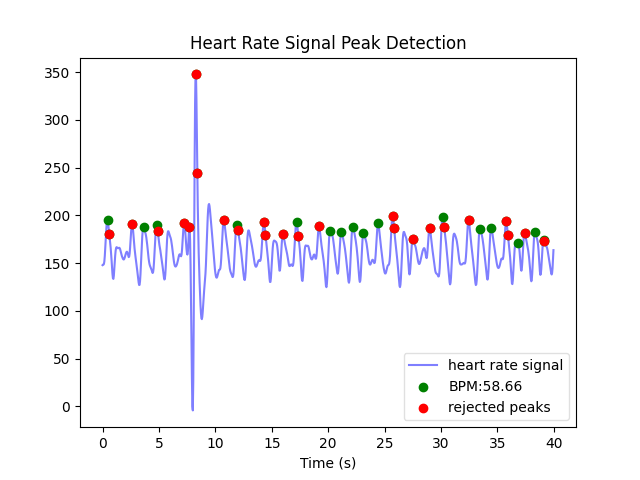 Heart Rate Signal Peak Detection
350
300
250
200
150
100
50
0
heart rate signal
BPM:58.66
rejected peaks
0 5 10 15 20 25 30 35 40
Time (s)